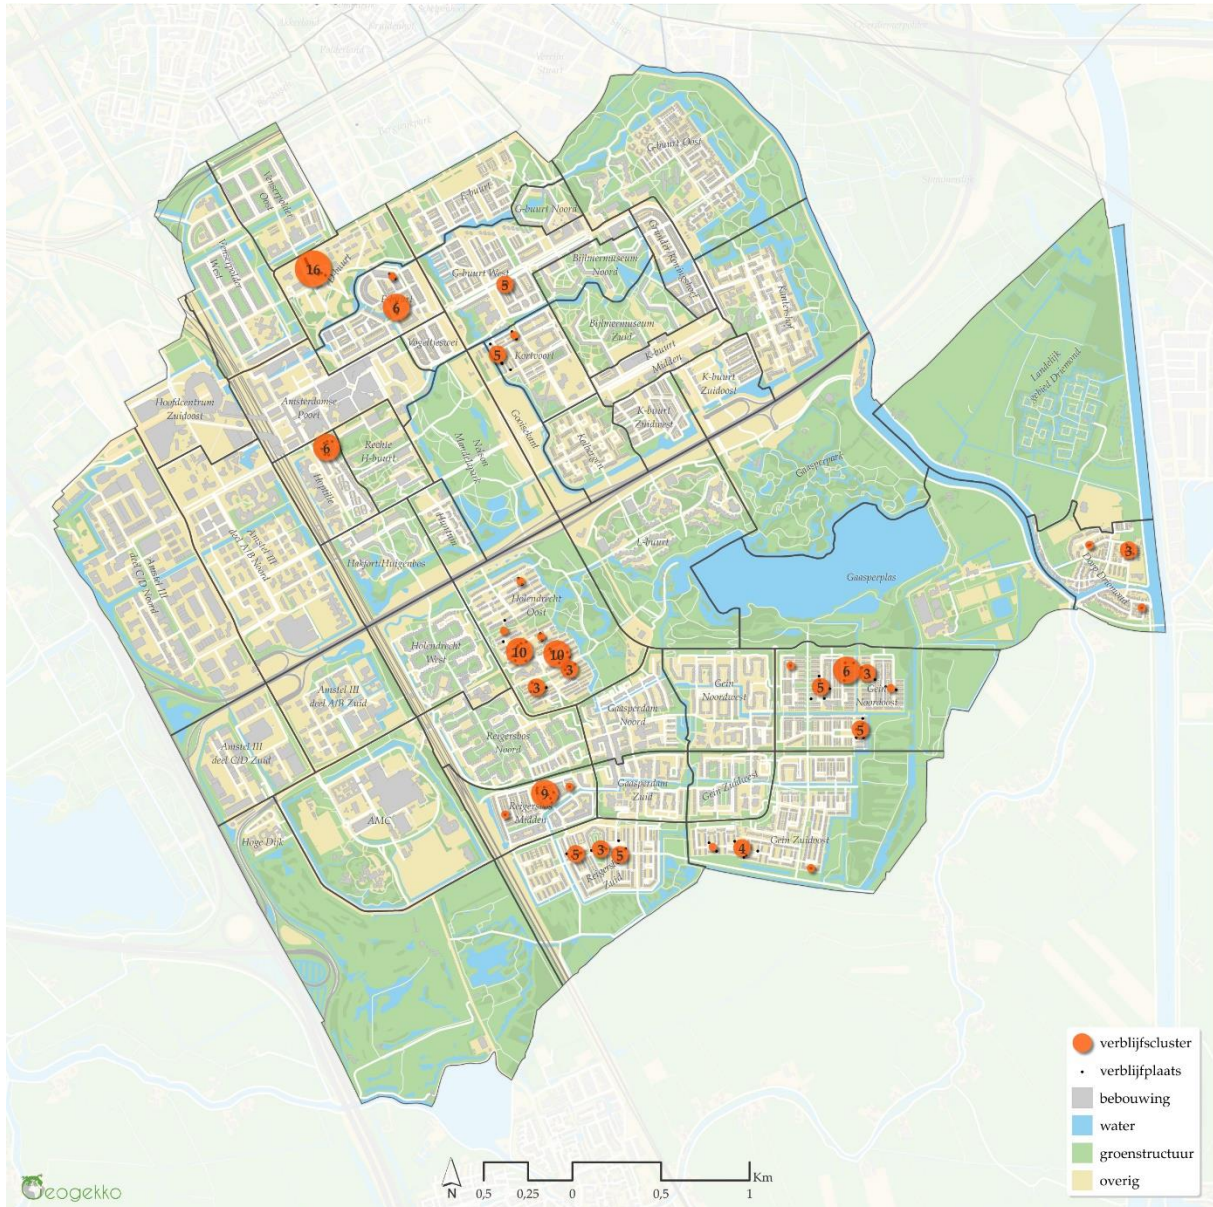 G-buurt Oost
Venserpolder
Oost
F-buurt
G-buurt Noord
Venserpolder
West
D-buurt
16
G-buurt West
8
Bijlmermuseum
Noord
Kantershof
6
Vogeltjeswei
Bijlmermuseum
Zuid
5
Kortvoort
K-buurt
Midden
K-buurt
Zuidoost
Landelijk
gebied Driemond
Hoofdcentrum
Zuidoost
Amsterdamse
Poort
K-buurt
Zuidwest
Gooisekant
Kelbergen
6
Rechte
H-buurt
Nelson
Mandelapark
Gaasperpark
Hoptille
Huntum
Amstel III
deel A/B Noord
L-buurt
Hakfort/Huigenbos
Amstel III
deel C/D Noord
Gaasperplas
3
Dorp Driemond
Holendrecht
Oost
Holendrecht
West
10
10
3
3
6
3
5
Gein
Noordoost
Gein
Noordwest
Amstel III
deel A/B Zuid
Gaasperdam
Noord
5
Reigersbos
Noord
Amstel III
deel C/D Zuid
Gaasperdam
Zuid
Gein Zuidwest
9
Midden
AMC
Hoge Dijk
Gein Zuidoost
4
5
3
5
Zuid
verblijfscluster
verblijfplaats
bebouwing
water
groenstructuur
overig
Geogekko
N
Km
0,5 0,25 0 0,5 1